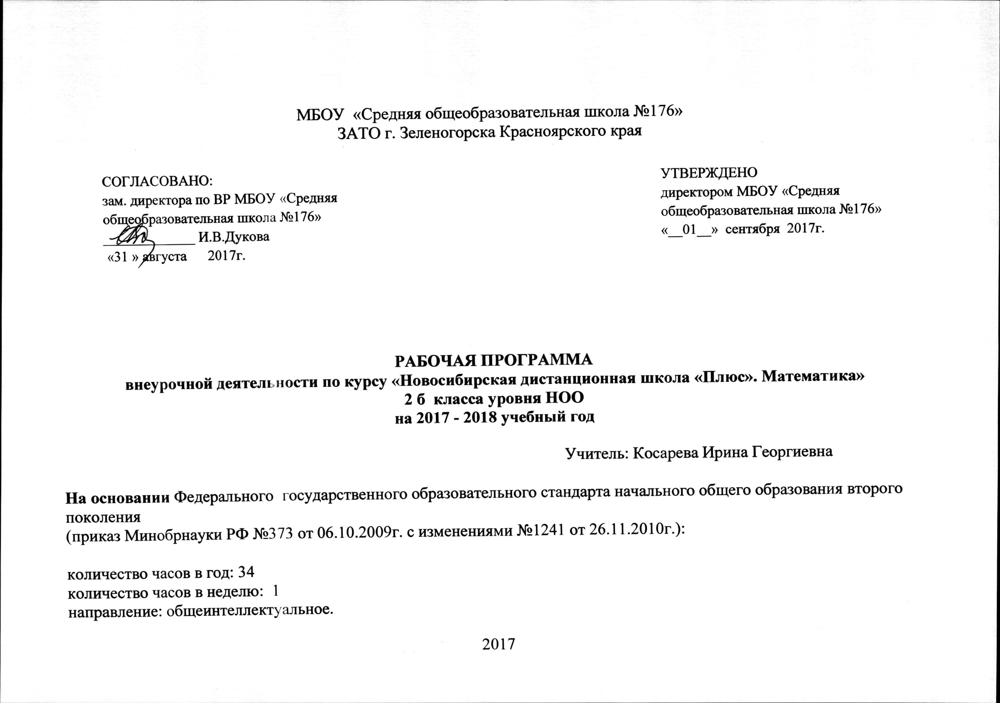 МБОУ «Средняя общеобразовательная школа №176»
ЗАТО г. Зеленогорска Красноярского края
СОГЛАСОВАНО:
зам. директора по ВР МБОУ «Средняя
общеобразовательная школа №176»
____________ И.В.Дукова
«31 » августа 2017г.
УТВЕРЖДЕНО
директором МБОУ «Средняя
общеобразовательная школа №176»
«__01__» сентября 2017г.
РАБОЧАЯ ПРОГРАММА
внеурочной деятельности по курсу «Новосибирская дистанционная школа «Плюс». Математика»
2 б класса уровня НОО
на 2017 - 2018 учебный год
Учитель: Косарева Ирина Георгиевна
На основании Федерального государственного образовательного стандарта начального общего образования второго
поколения
(приказ Минобрнауки РФ №373 от 06.10.2009г. с изменениями №1241 от 26.11.2010г.):
количество часов в год: 34
количество часов в неделю: 1
направление: общеинтеллектуальное.
2017